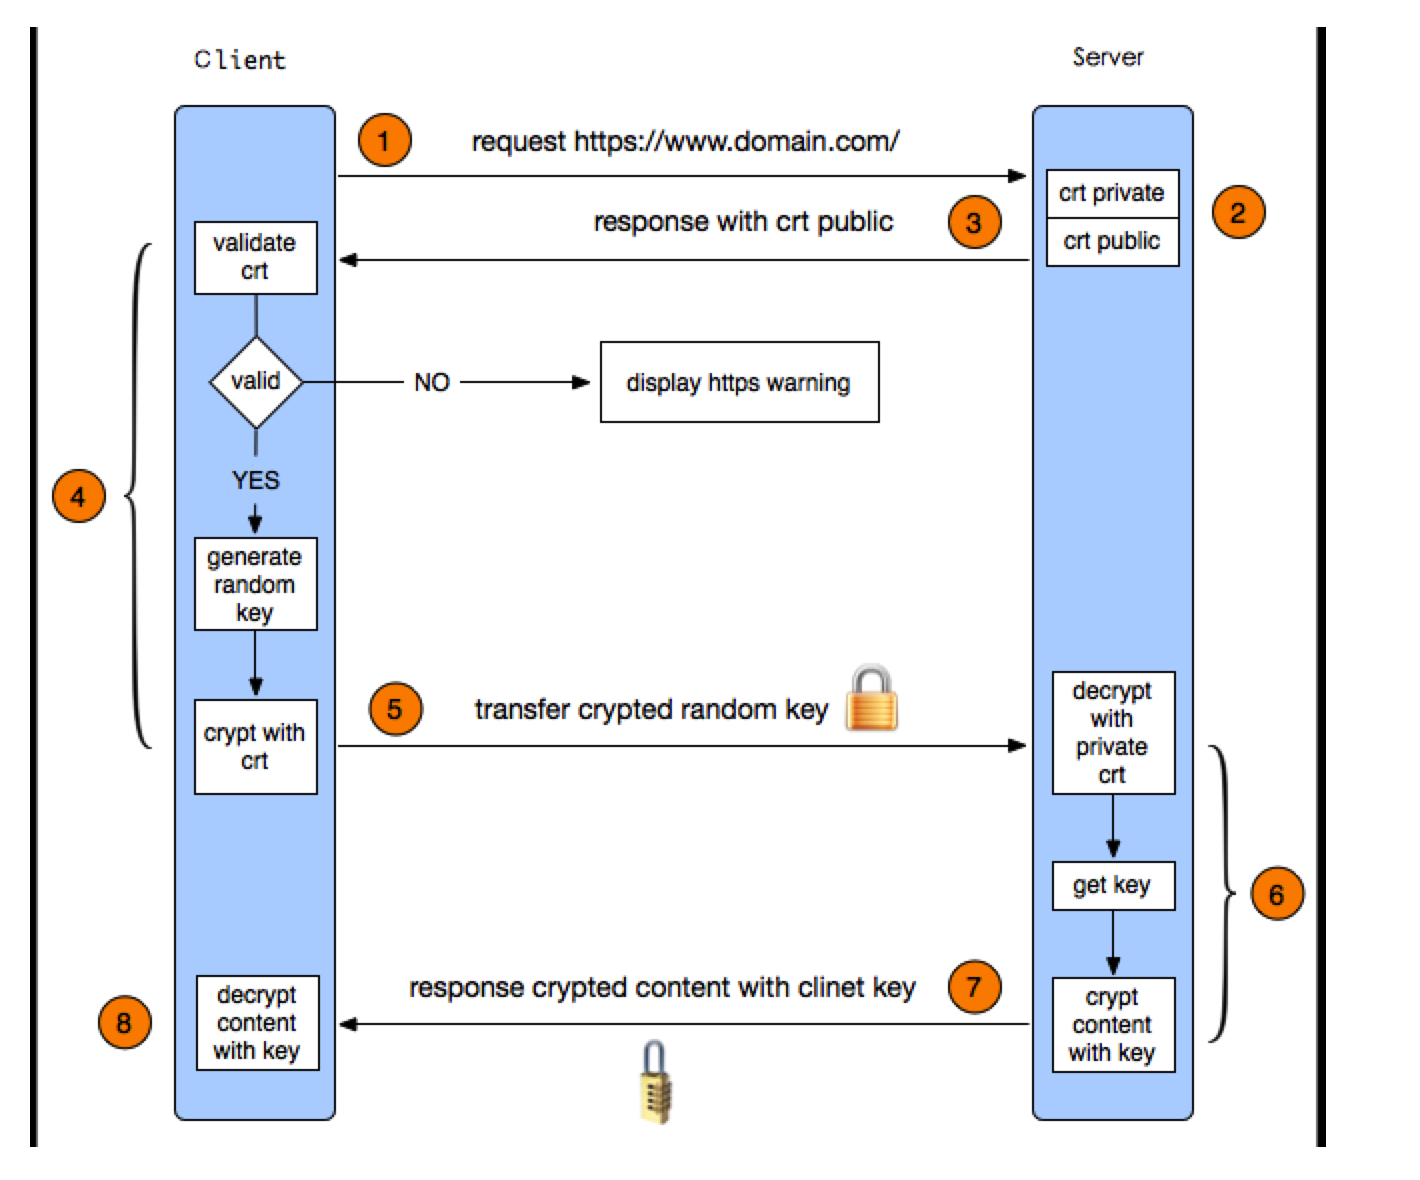 Client
Server
1
request https://www.domain.com/
crt private
2
response with crt public
3
crt public
validate
crt
valid
NO
display https warning
4
YES
generate
random
key
5
transfer crypted random key
decrypt
with
private
crt
crypt with
crt
get key
6
response crypted content with clinet key
7
8
decrypt
content
with key
crypt
content
with key